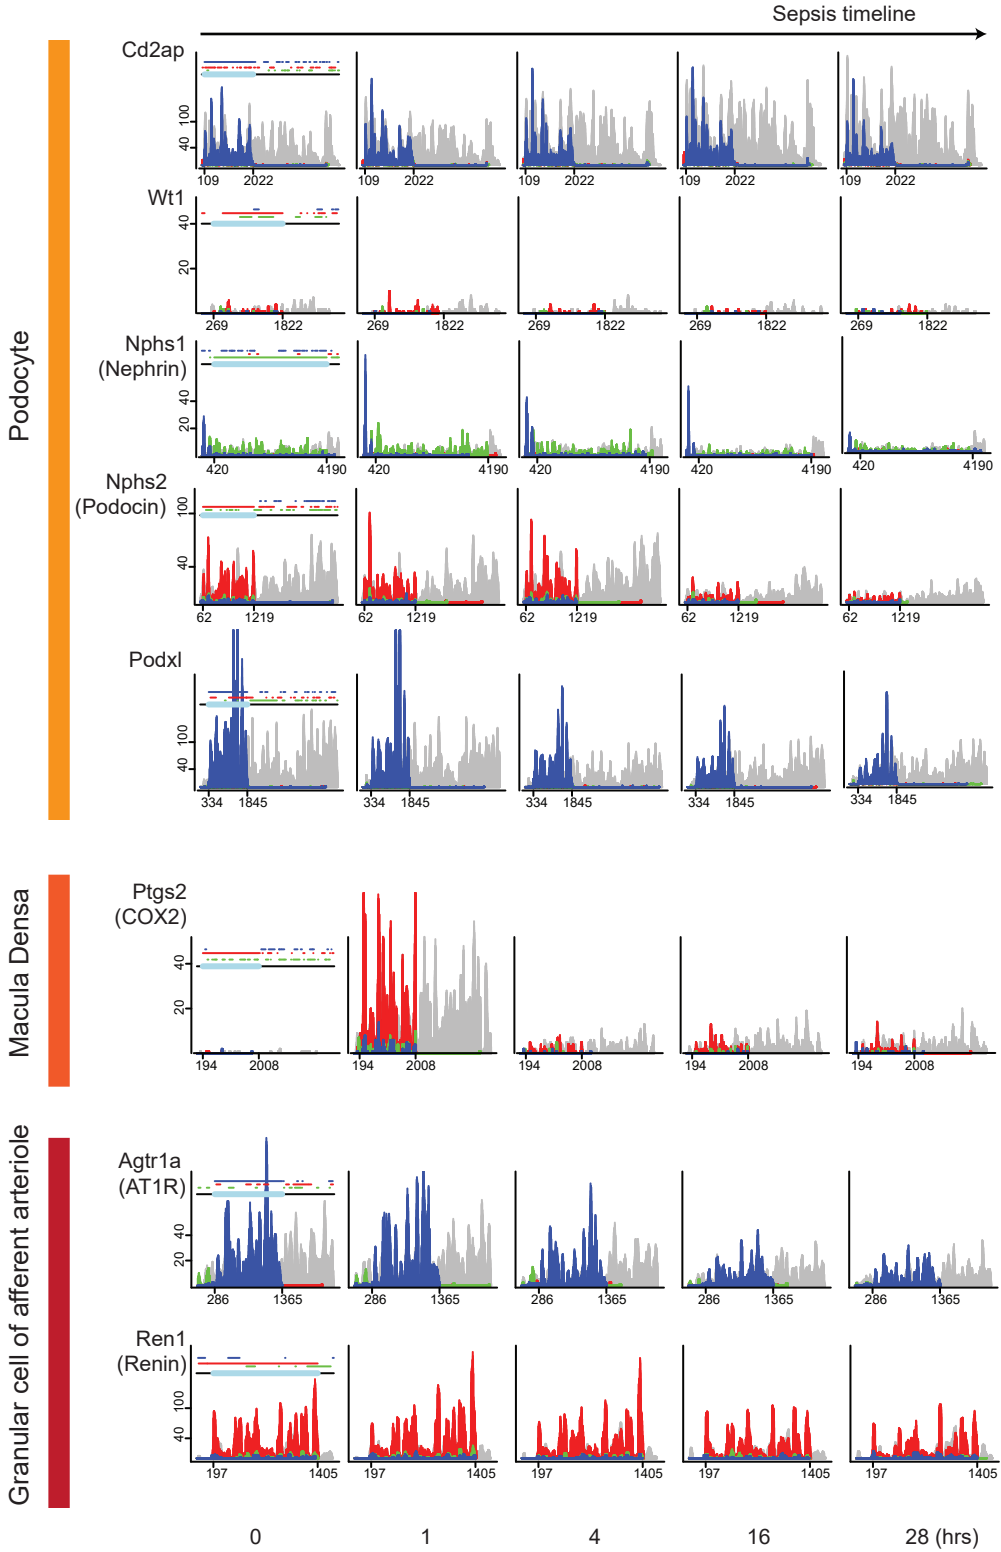 Sepsis timeline
Podocyte
Cd2ap
100
40
109 2022 109 2022 109 2022 109 2022 109 2022
Wt1
40
20
269 1822 269 1822 269 1822 269 1822 269 1822
Nphs1
(Nephrin)
40
20
420 4190 420 4190 420 4190 420 4190 420 4190
Nphs2
(Podocin)
100
40
62 1219 62 1219 62 1219 62 1219 62 1219
Podxl
100
40
334 1845 334 1845 334 1845 334 1845 334 1845
Macula Densa
Ptgs2
(COX2)
40
20
194 2008 194 2008 194 2008 194 2008 194 2008
Granular cell of afferent arteriole
Agtr1a
(AT1R)
40
20
286 1365 286 1365 286 1365 286 1365 286 1365
Ren1
(Renin)
100
40
197 1405 197 1405 197 1405 197 1405 197 1405
0 1 4 16 28 (hrs)